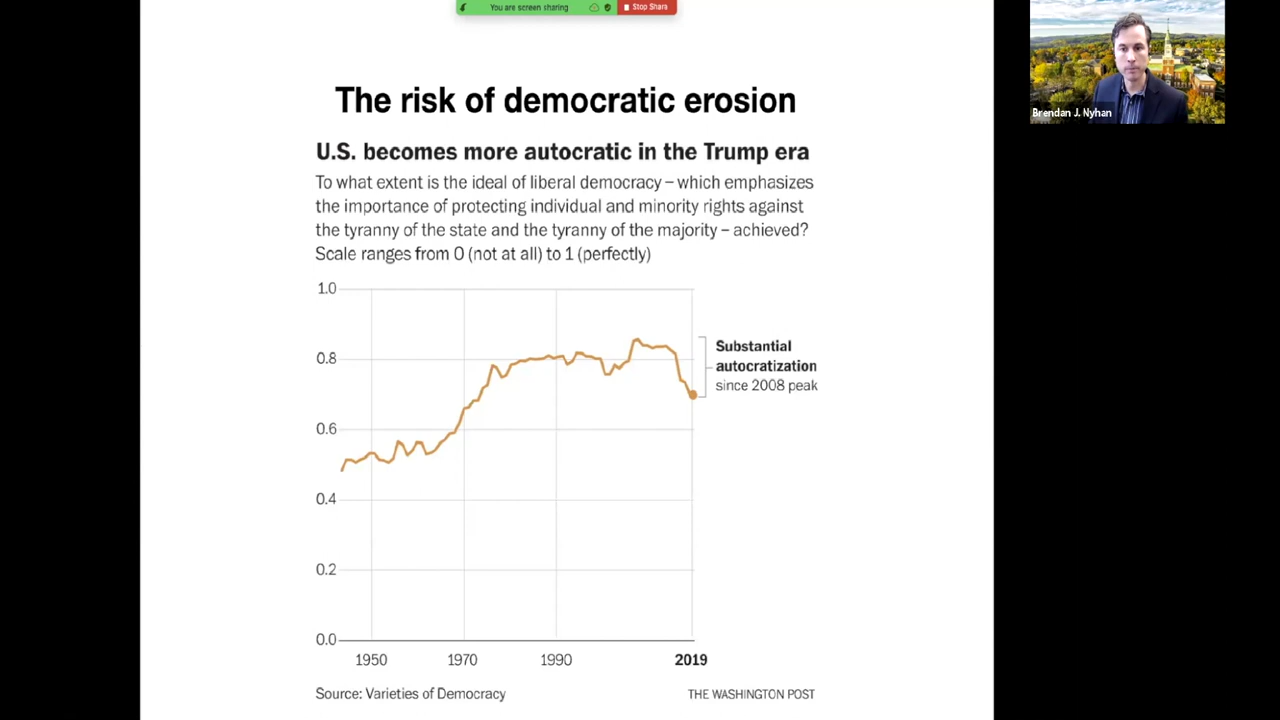 You are screen sharing
Stop Share
Brendan J. Nyhan
The risk of democratic erosion
U.S. becomes more autocratic in the Trump era
To what extent is the ideal of liberal democracy – which emphasizes
the importance of protecting individual and minority rights against
the tyranny of the state and the tyranny of the majority – achieved?
Scale ranges from 0 (not at all) to 1 (perfectly)
1.0
0.8
0.6
0.4
0.2
0.0
Substantial
autocratization
since 2008 peak
1950
1970
1990
2019
Source: Varieties of Democracy
THE WASHINGTON POST